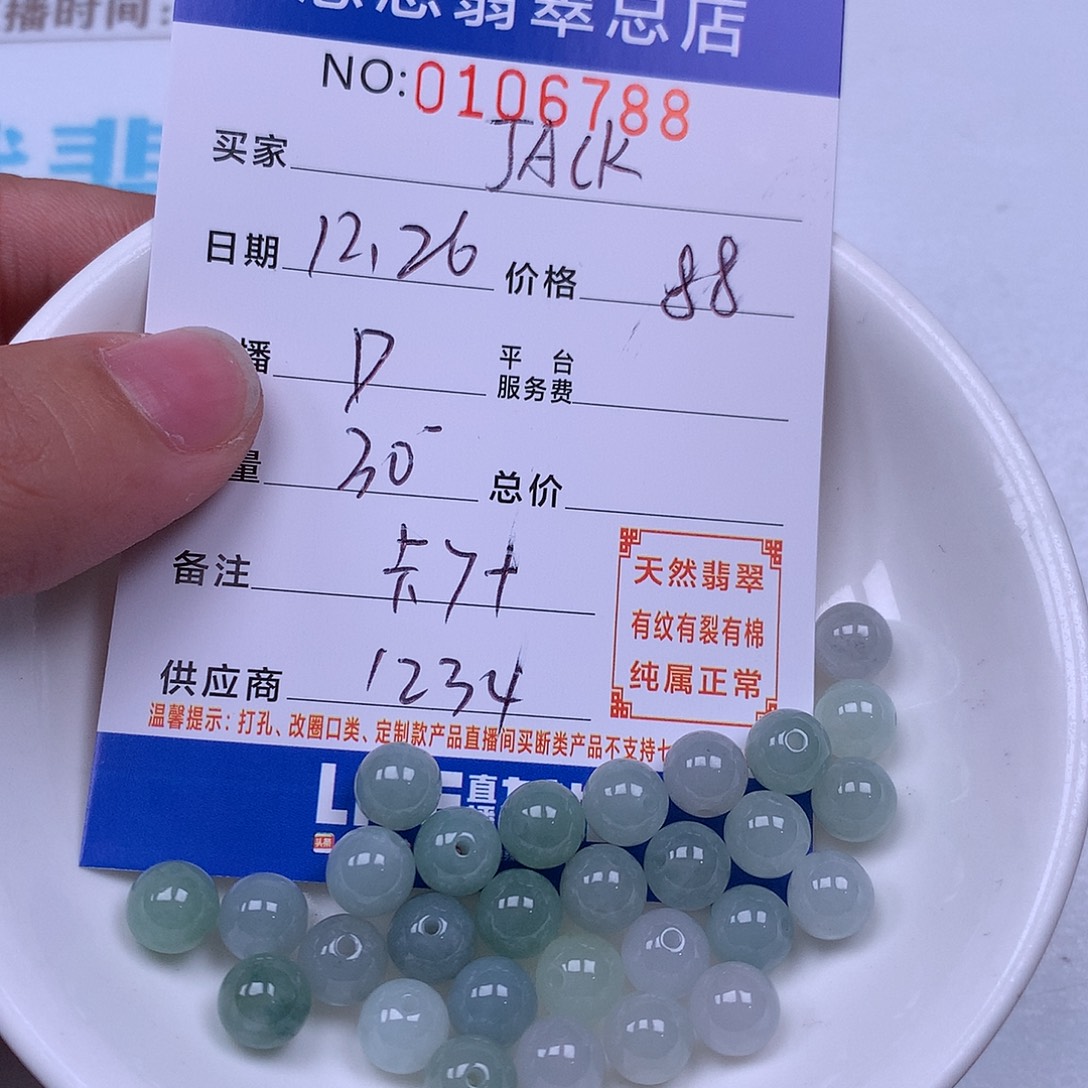 播时间:
翡翠总店
NO:0106788
买家 JACK
日期 12.26 价格 88
播 D 平台服务费
量 30 总价
备注
供应商 1234
天然翡翠
有纹有裂有棉
纯属正常
温馨提示:打孔、改圈口类、定制款产品直播间买断类产品不支持七
直